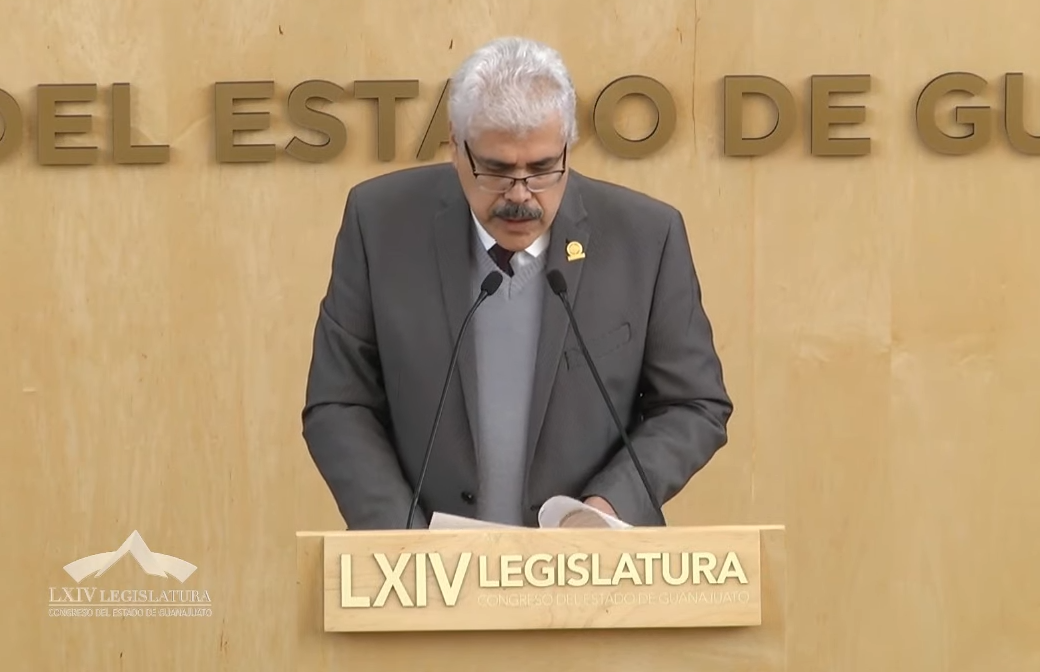 DEL ESTADO DE GU
LXIV LEGISLATURA
CONGRESO DEL ESTADO DE GUANAJUATO
LXIV LEGISLATURA
CONGRESO DEL ESTADO DE GUANAJUATO